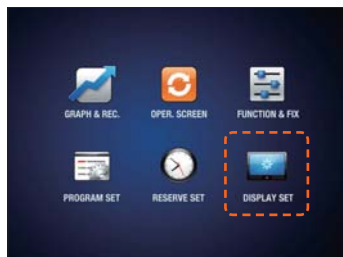 GRAPH & REC.
OPER. SCREEN
FUNCTION & FIX
PROGRAM SET
RESERVE SET
DISPLAY SET